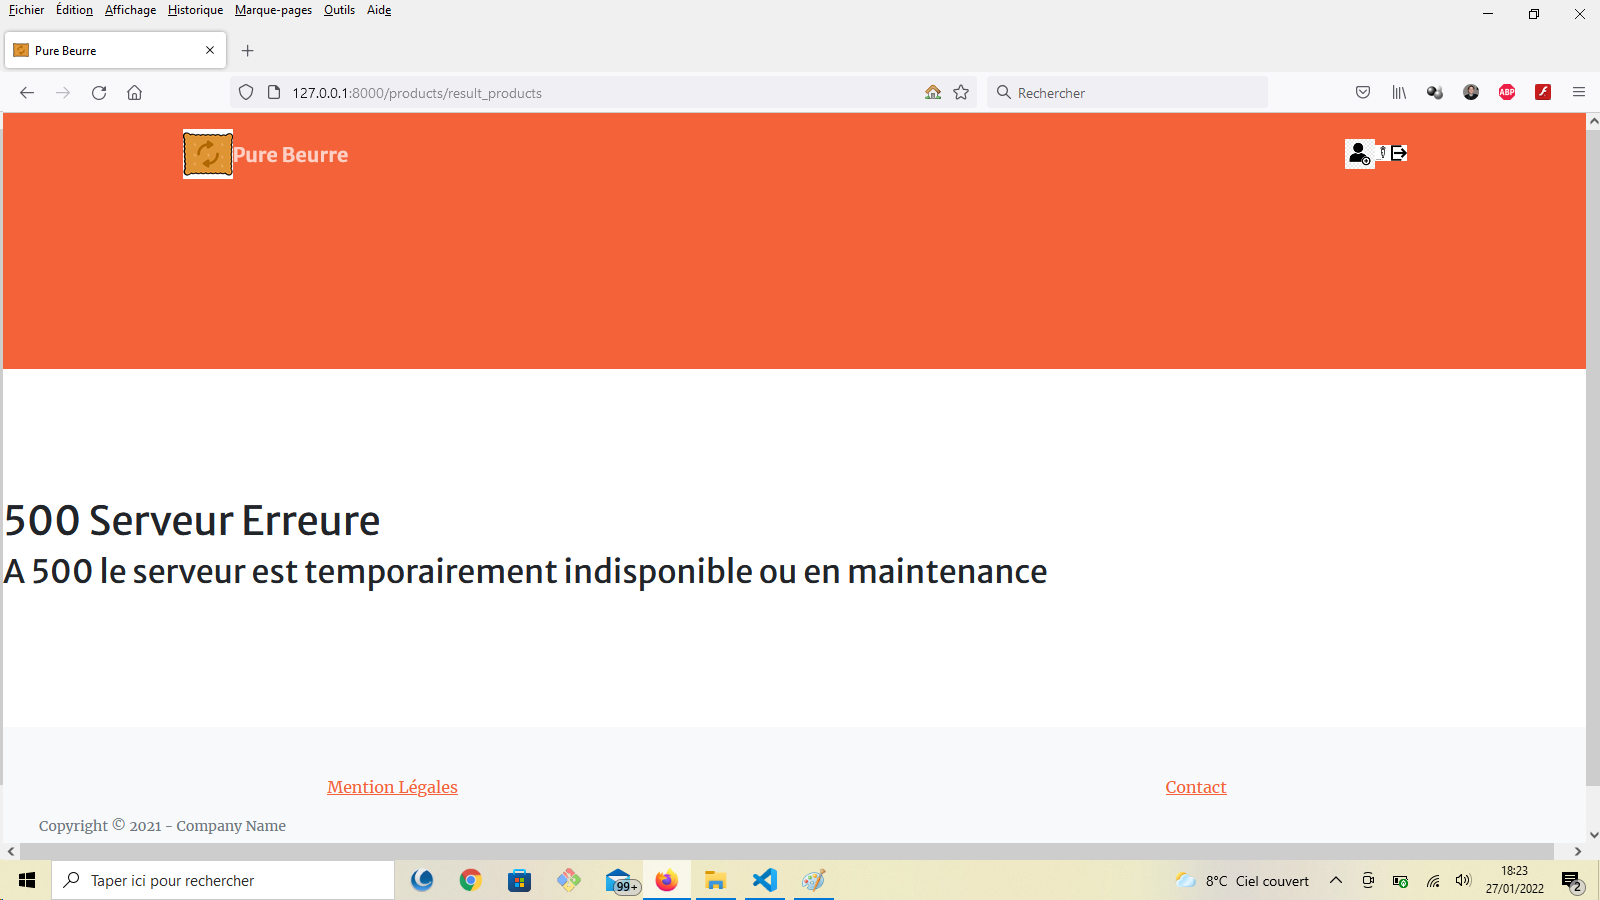 Fichier Édition Affichage Historique Marque-pages Outils Aide
Pure Beurre
127.0.0.1:8000/products/result_products
Rechercher
ABP
Pure Beurre
500 Serveur Erreure
A 500 le serveur est temporairement indisponible ou en maintenance
Mention Légales
Contact
Copyright © 2021 - Company Name
Taper ici pour rechercher
99+
8°C Ciel couvert
18:23
27/01/2022
2